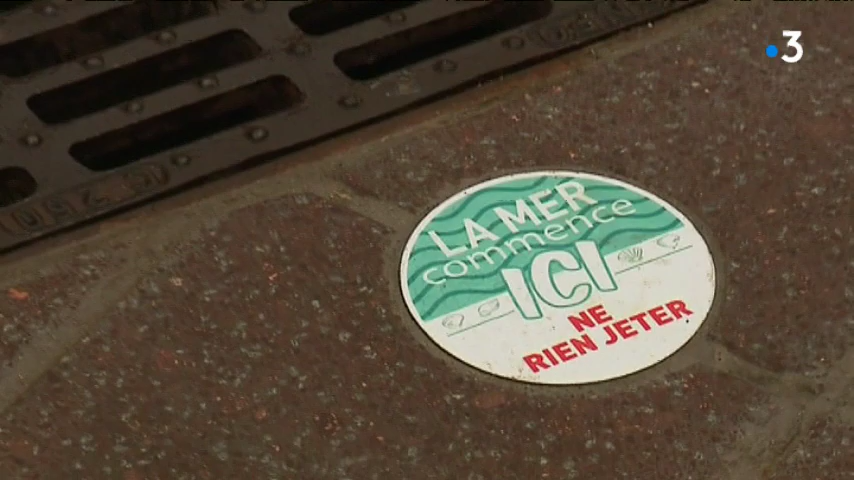 3
LA MER
commence
ICI
NE
RIEN JETER